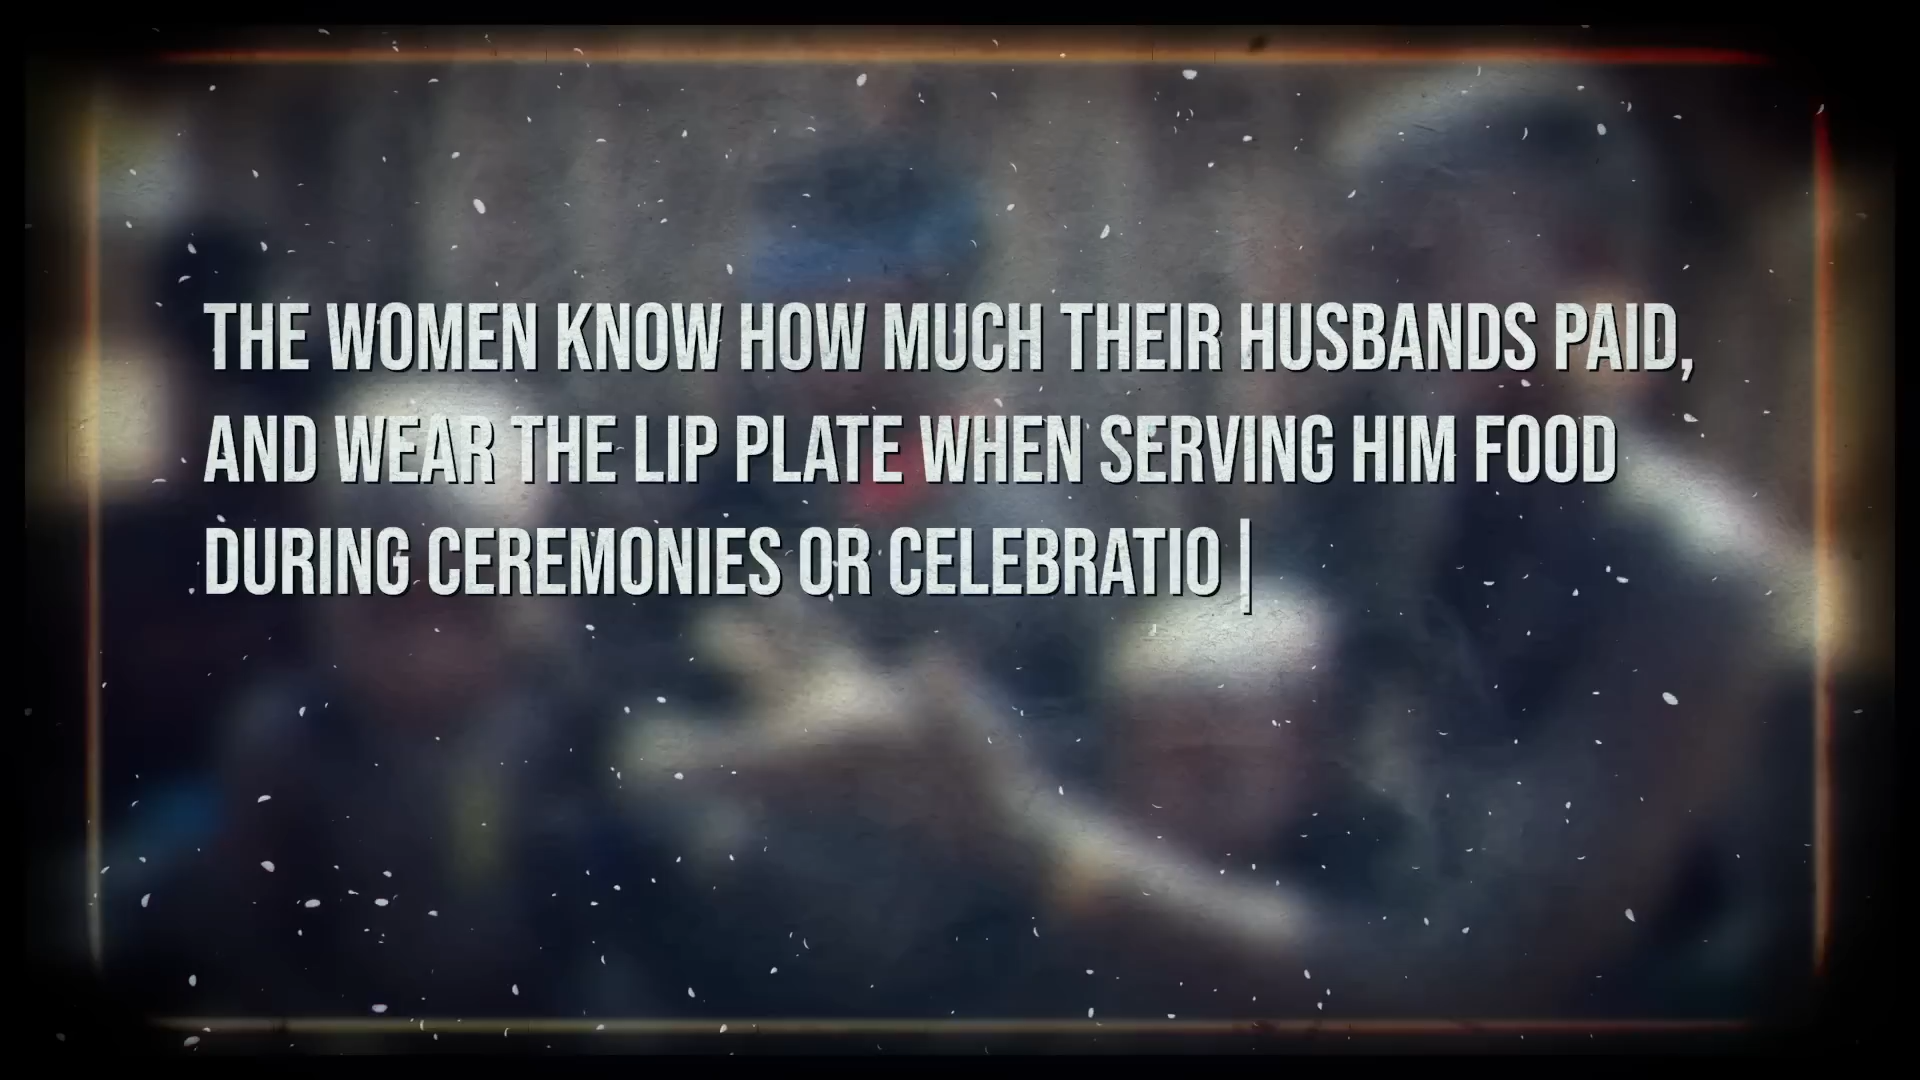 THE WOMEN KNOW HOW MUCH THEIR HUSBANDS PAID,
AND WEAR THE LIP PLATE WHEN SERVING HIM FOOD
DURING CEREMONIES OR CELEBRATIO